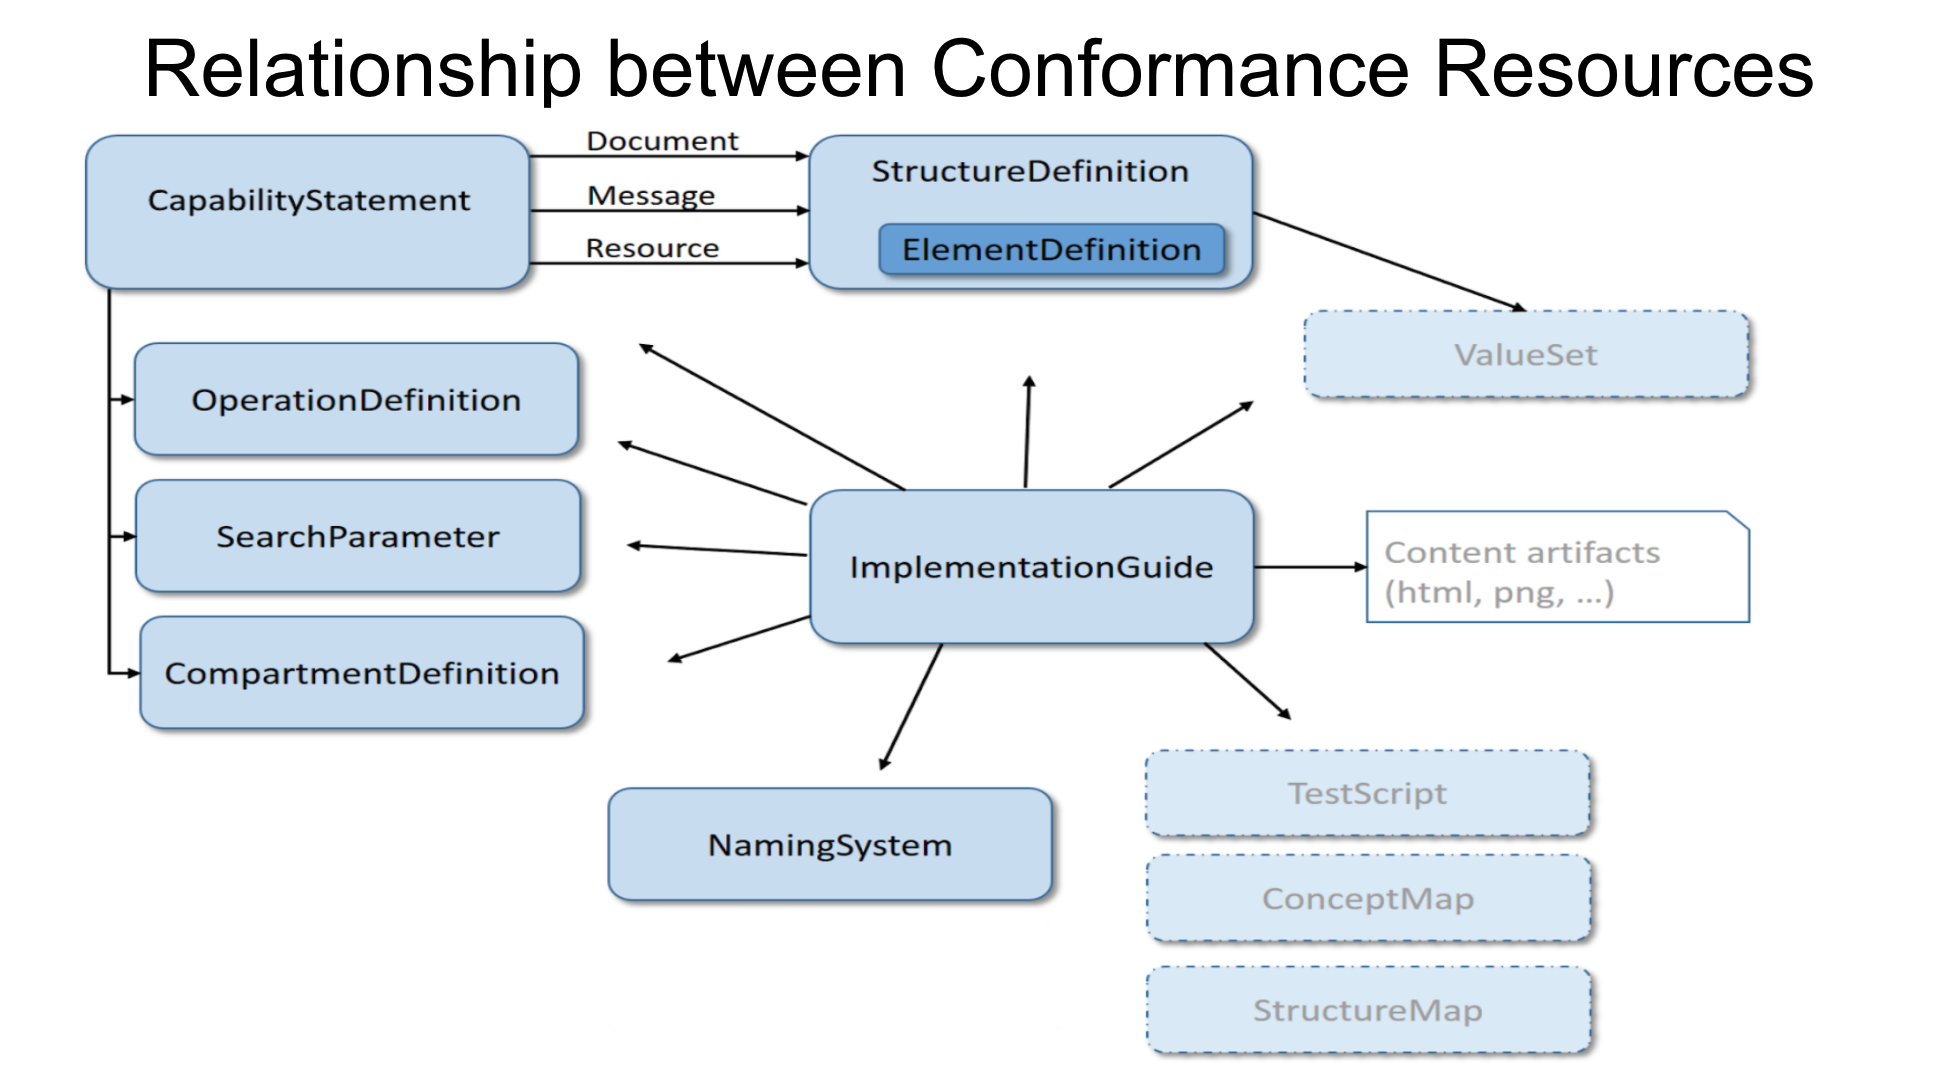 Relationship between Conformance Resources
CapabilityStatement
Document
Message
Resource
StructureDefinition
ElementDefinition
ValueSet
OperationDefinition
SearchParameter
CompartmentDefinition
ImplementationGuide
Content artifacts
(html, png, ...)
NamingSystem
TestScript
ConceptMap
StructureMap